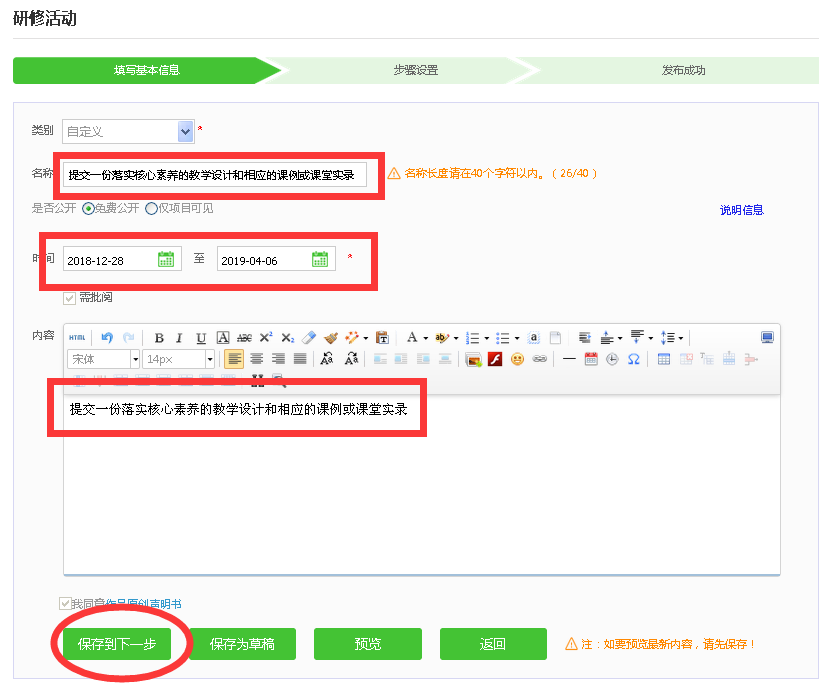 研修活动
填写基本信息 步骤设置 发布成功
类别 自定义 *
名称 提交一份落实核心素养的教学设计和相应的课例或课堂实录 名称长度请在40个字符以内。（ 26/40 ）
是否公开 免费公开 仅项目可见 说明信息
时间 2018-12-28 至 2019-04-06 *
需批阅
内容 HTML B I U A ABC X² X₂ T A ab a
宋体 14px
提交一份落实核心素养的教学设计和相应的课例或课堂实录
我同意作品原创声明书
保存到下一步 保存为草稿 预览 返回 注：如要预览最新内容，请先保存！